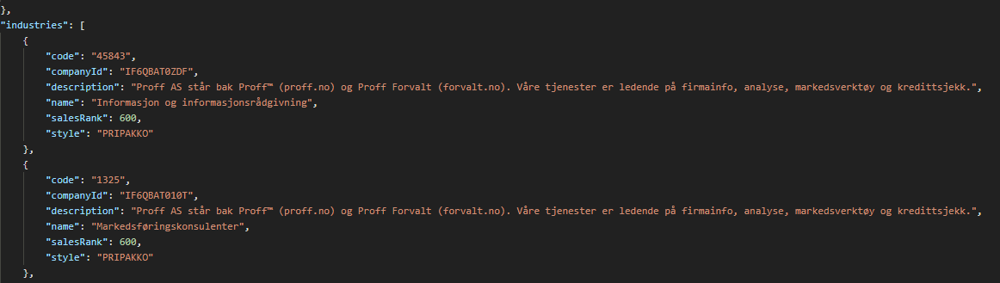 },
"industries": [
{
"code": "45843",
"companyId": "IF6QBAT0ZDF",
"description": "Proff AS står bak Proff™ (proff.no) og Proff Forvalt (forvalt.no). Våre tjenester er ledende på firmainfo, analyse, markedsverktøy og kredittsjekk.",
"name": "Informasjon og informasjonsrådgivning",
"salesRank": 600,
"style": "PRIPAKKO"
},
{
"code": "1325",
"companyId": "IF6QBAT010T",
"description": "Proff AS står bak Proff™ (proff.no) og Proff Forvalt (forvalt.no). Våre tjenester er ledende på firmainfo, analyse, markedsverktøy og kredittsjekk.",
"name": "Markedsføringskonsulenter",
"salesRank": 600,
"style": "PRIPAKKO"
},